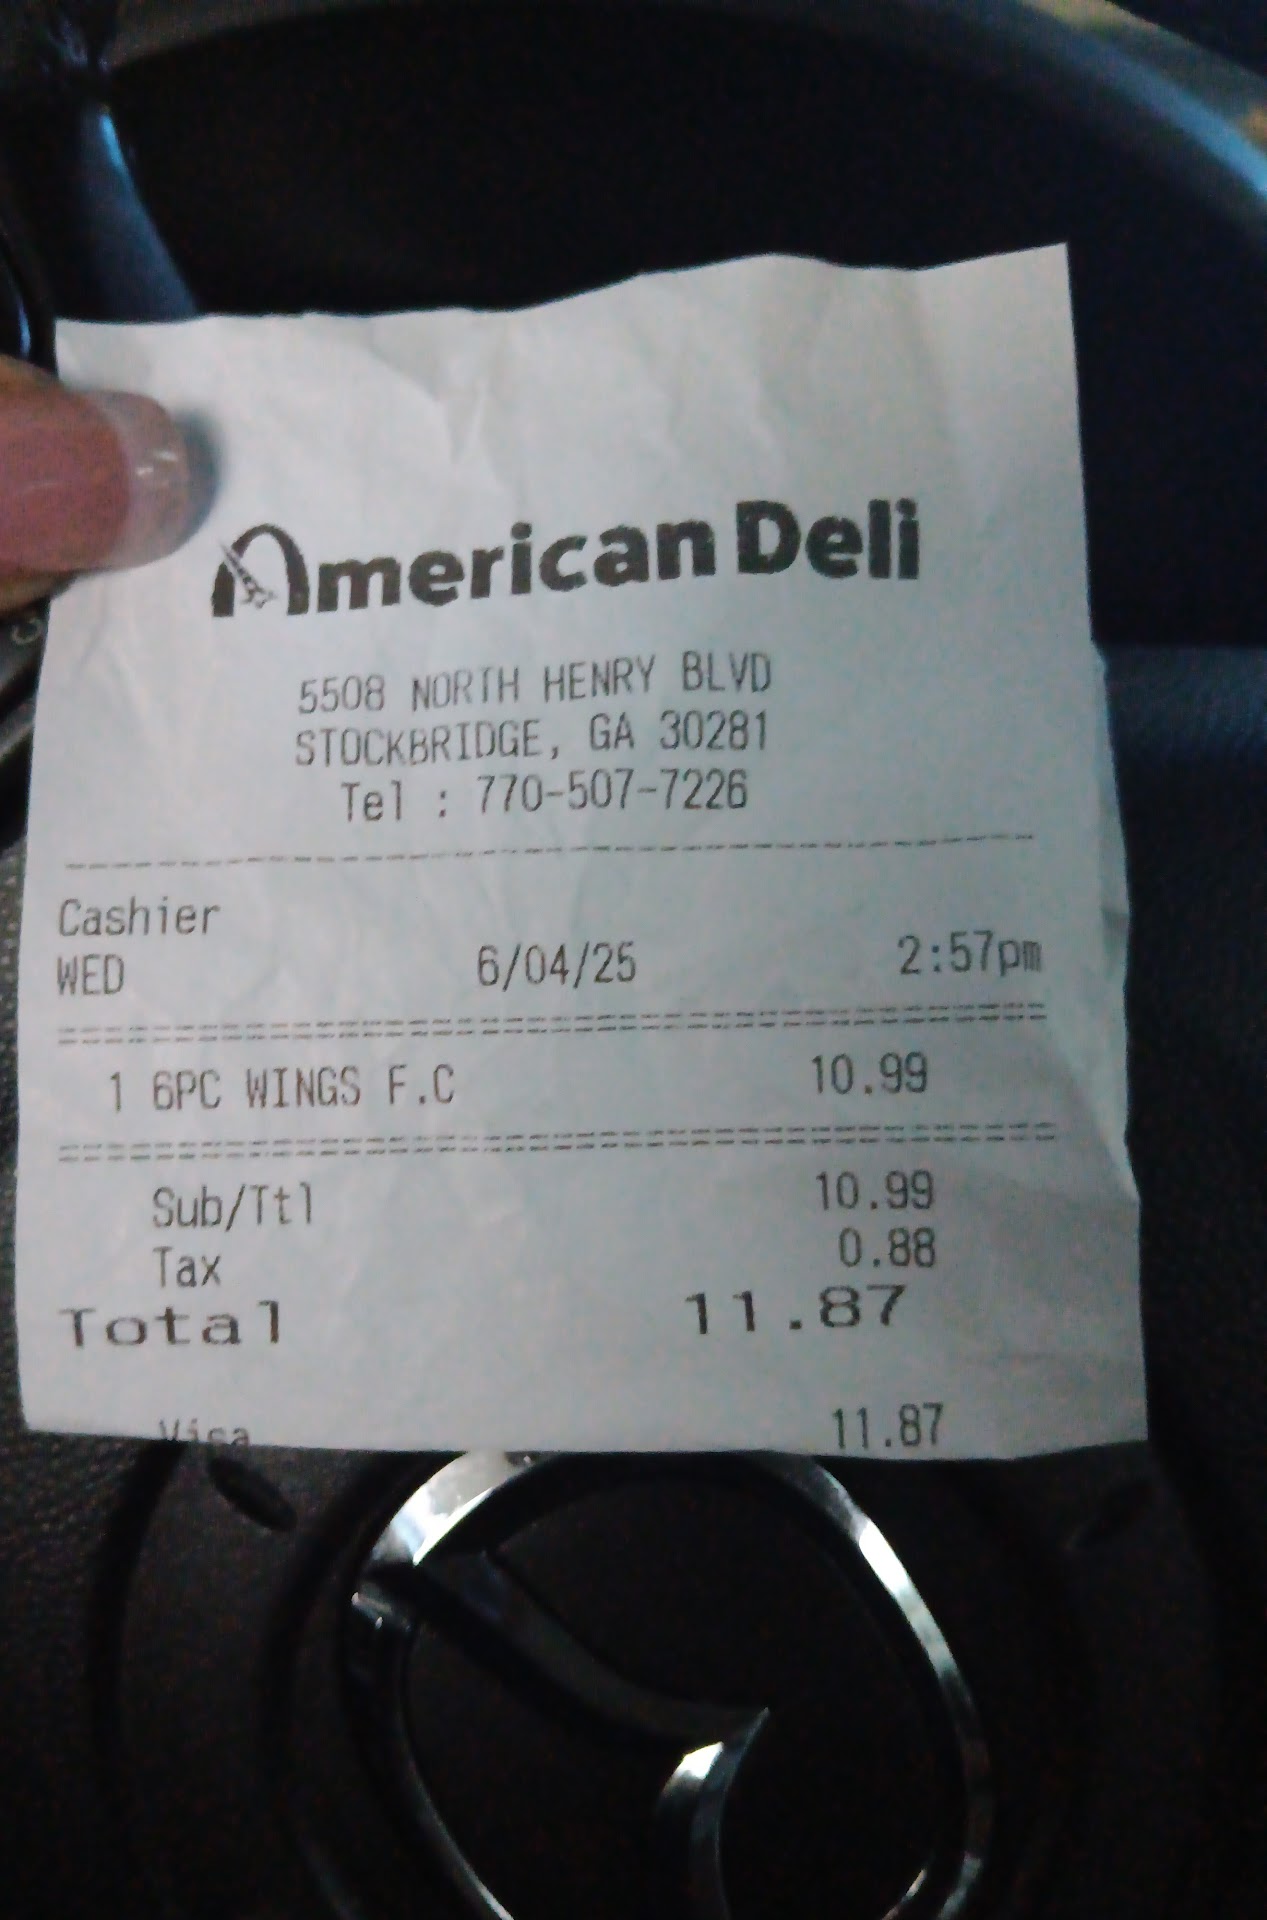 American Deli
5508 NORTH HENRY BLVD
STOCKBRIDGE, GA 30281
Tel : 770-507-7226
Cashier
WED 6/04/25 2:57pm
1 6PC WINGS F.C 10.99
Sub/Ttl 10.99
Tax 0.88
Total 11.87
Visa 11.87